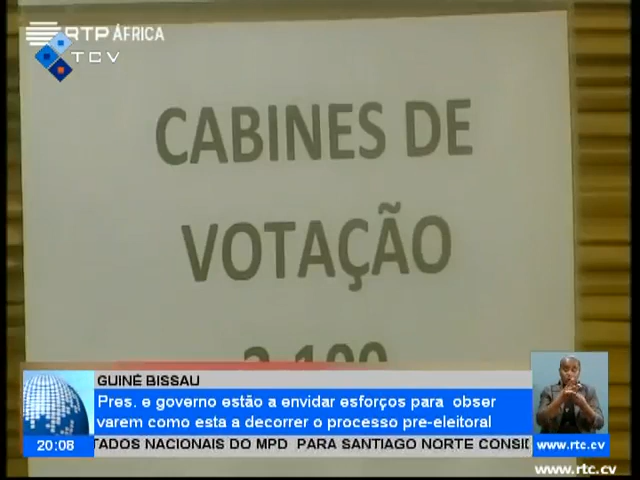 RTP ÁFRICA
TCV
CABINES DE
VOTAÇÃO
GUINÉ BISSAU
Pres. e governo estão a envidar esforços para obser
varem como esta a decorrer o processo pre-eleitoral
20:08
TADOS NACIONAIS DO MPD PARA SANTIAGO NORTE CONSID
www.rtc.cv
www.rtc.cv